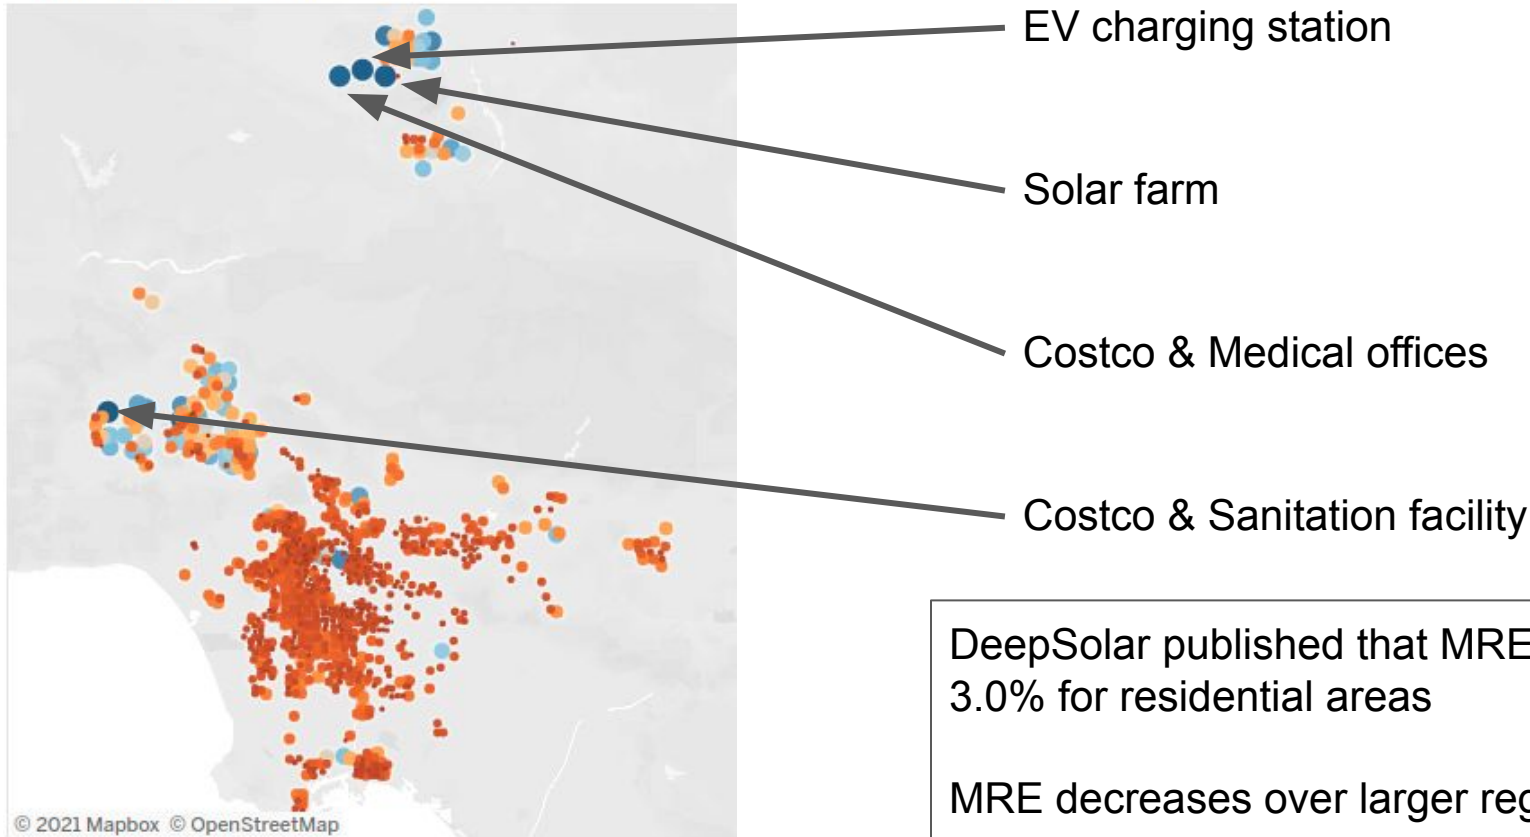 EV charging station
Solar farm
Costco & Medical offices
Costco & Sanitation facility
DeepSolar published that MRE
3.0% for residential areas
MRE decreases over larger
© 2021 Mapbox © OpenStreetMap